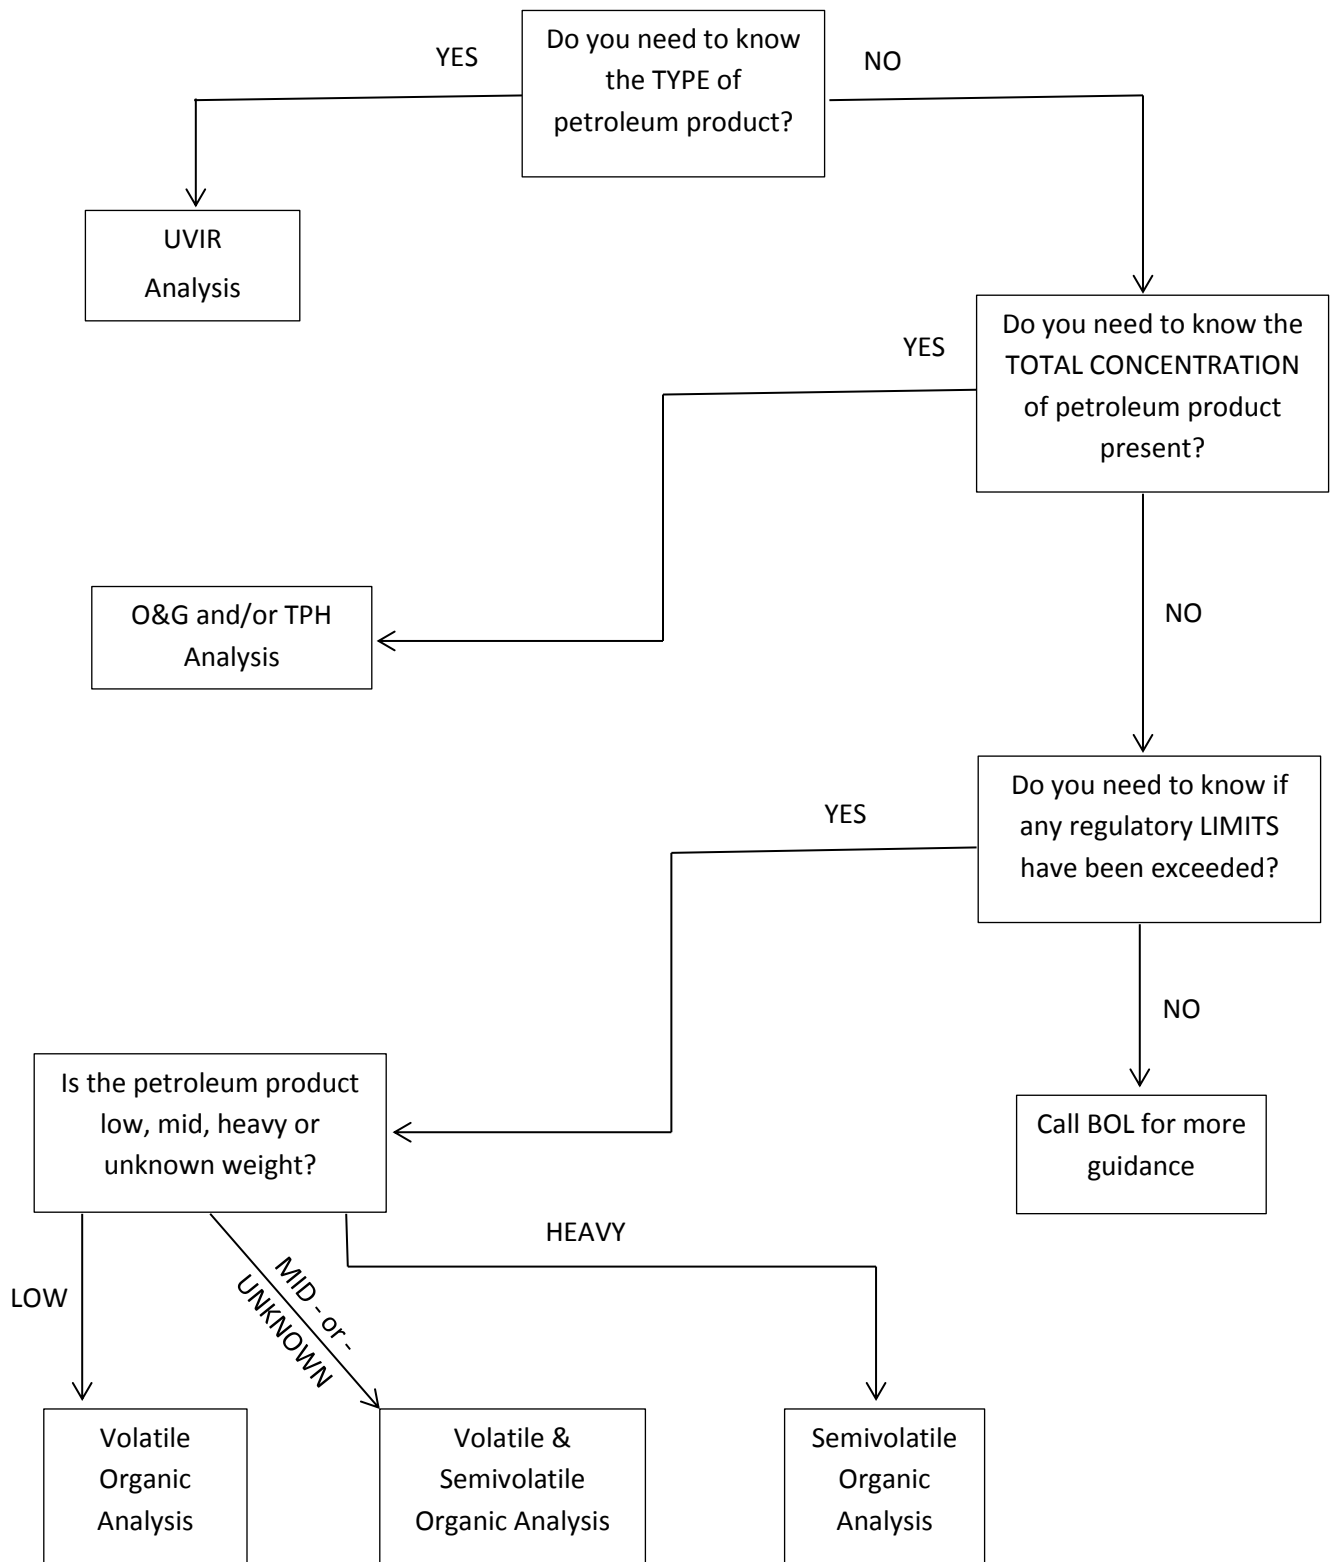 Do you need to know
the TYPE of
petroleum product?
YES
NO
UVIR
Analysis
Do you need to know the
TOTAL CONCENTRATION
of petroleum product
present?
YES
O&G and/or TPH
Analysis
NO
Do you need to know if
any regulatory LIMITS
have been exceeded?
YES
NO
Is the petroleum product
low, mid, heavy or
unknown weight?
Call BOL for more
guidance
HEAVY
LOW
MID - or -
UNKNOWN
Volatile
Organic
Analysis
Volatile &
Semivolatile
Organic Analysis
Semivolatile
Organic
Analysis